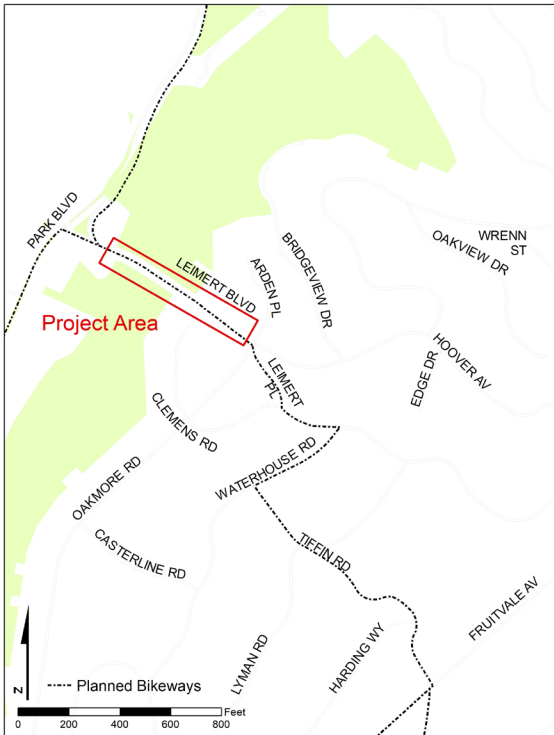 PARK BLVD
WRENN
ST
OAKVIEW DR
BRIDGEVIEW DR
ARDEN PL
LEIMERT BLVD
Project Area
HOOVER AV
EDGE DR
LEIMERT
PL
CLEMENS RD
WATERHOUSE RD
OAKMORE RD
CASTERLINE RD
TIFFIN RD
FRUITVALE AV
HARDING WY
LYMAN RD
N
Planned Bikeways
Feet
0 200 400 600 800